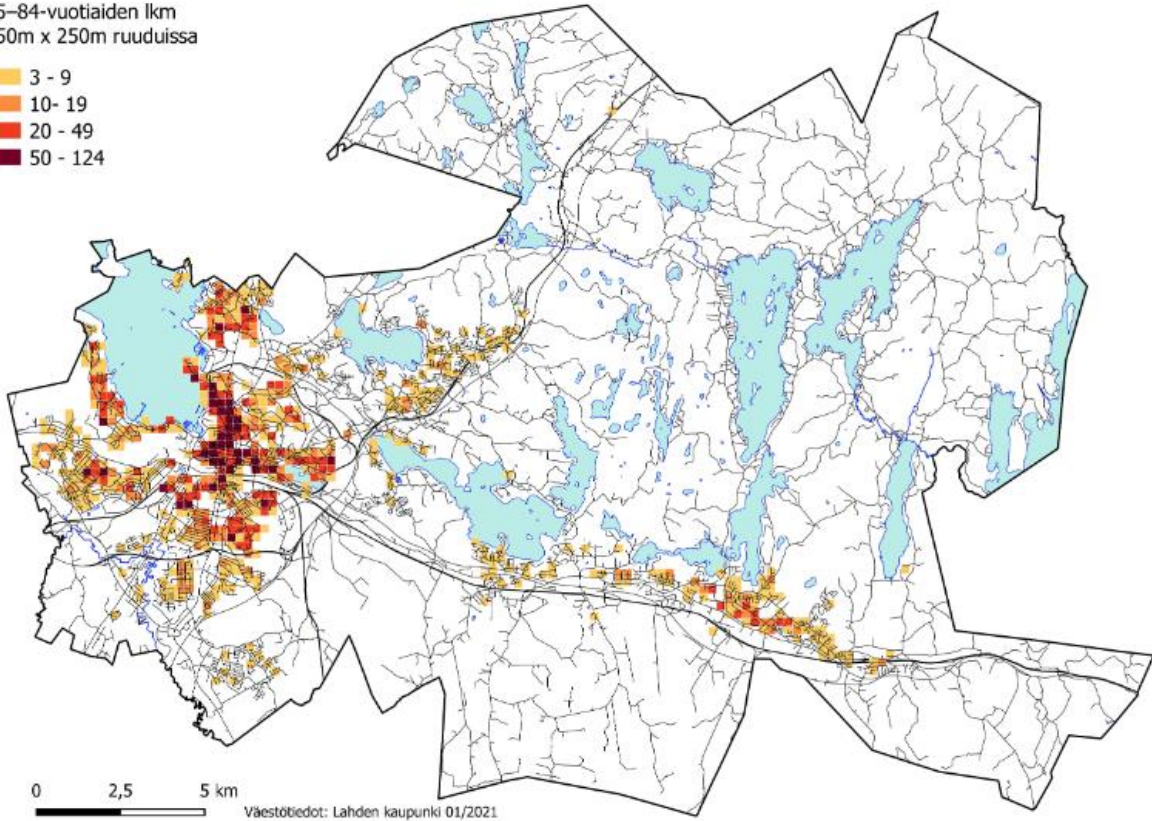 5–84-vuotiaiden lkm
50m x 250m ruuduissa
3 - 9
10- 19
20 - 49
50 - 124
0 2,5 5 km
Väestötiedot: Lahden kaupunki 01/2021